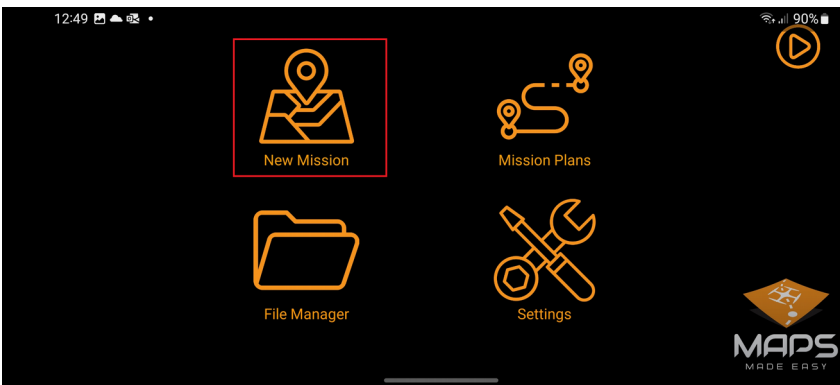 12:49
90%
New Mission
Mission Plans
File Manager
Settings
MAPS
MADE EASY